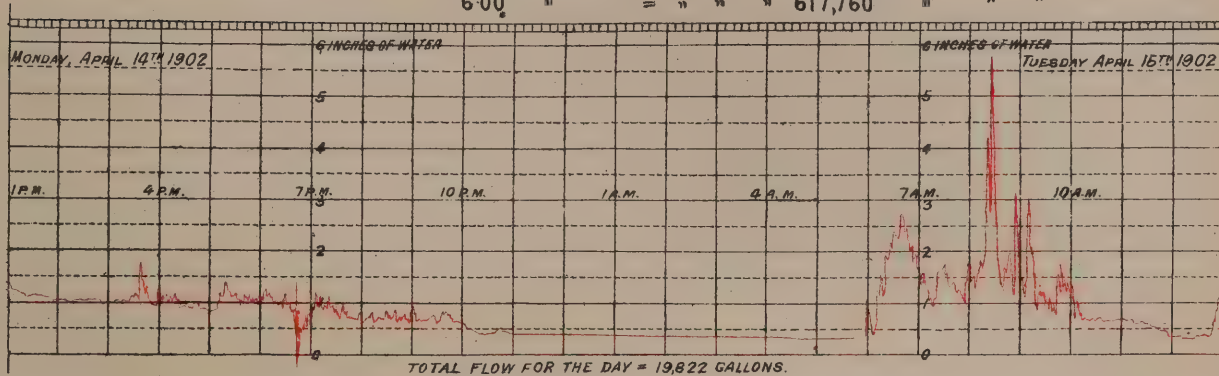 6.00. " = " " " 617,760 " " "
6 INCHES OF WATER 6 INCHES OF WATER
MONDAY, APRIL 14TH 1902 TUESDAY APRIL 15TH 1902
5 5
4 4
1 P.M. 4 P.M. 7 P.M. 10 P.M. 1 A.M. 4 A.M. 7 A.M. 10 A.M.
3 3
2 2
1 1
0 0
TOTAL FLOW FOR THE DAY = 19,822 GALLONS.